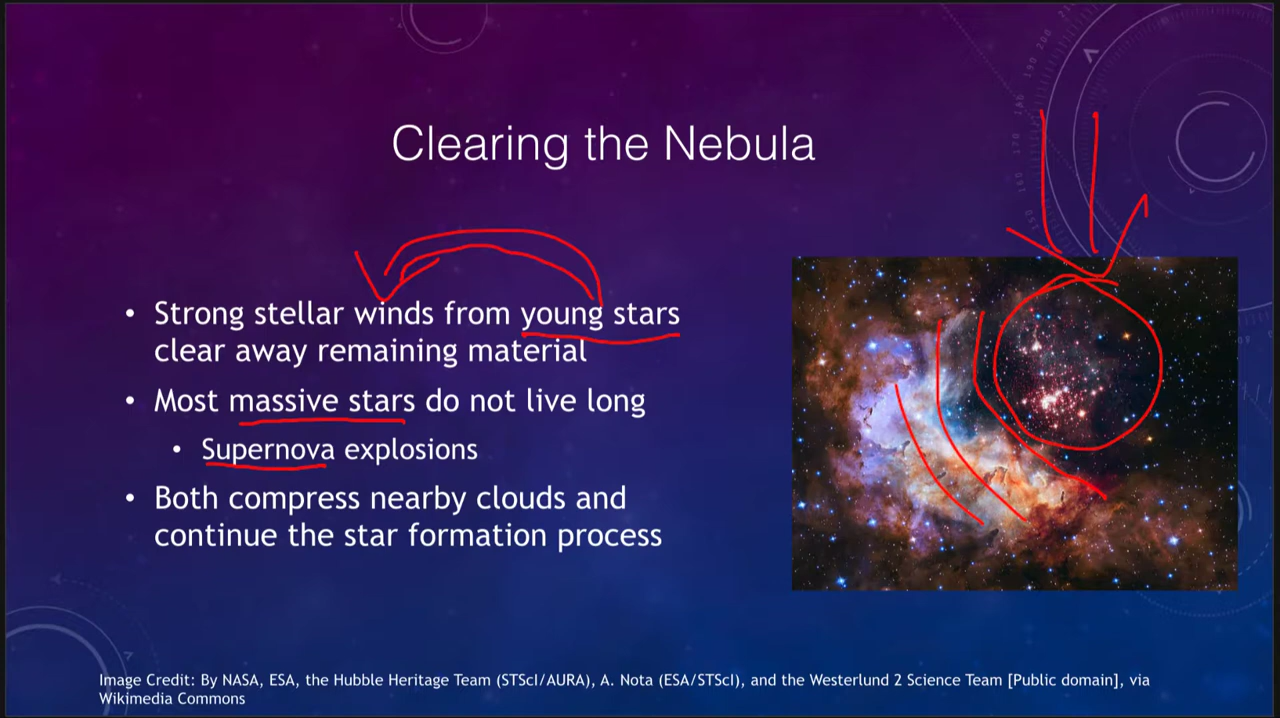 Clearing the Nebula
• Strong stellar winds from young stars
clear away remaining material
• Most massive stars do not live long
• Supernova explosions
• Both compress nearby clouds and
continue the star formation process
Image Credit: By NASA, ESA, the Hubble Heritage Team (STScI/AURA), A. Nota (ESA/STScI), and the Westerlund 2 Science Team [Public domain], via
Wikimedia Commons